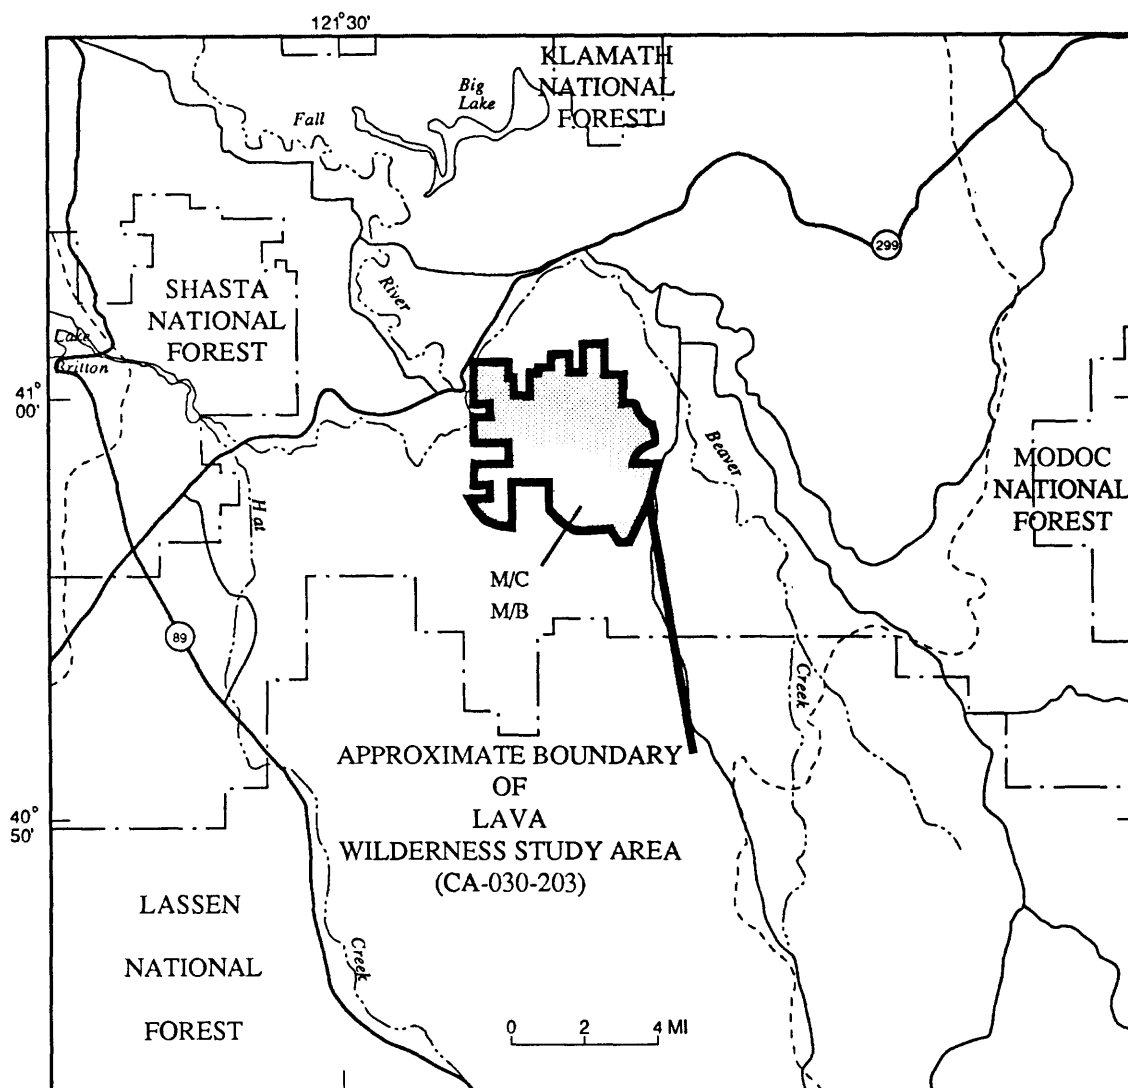 121°30'
KLAMATH
NATIONAL
FOREST
Big
Lake
Fall
299
River
SHASTA
NATIONAL
FOREST
Lake
Britton
41°
00'
Beaver
MODOC
NATIONAL
FOREST
Hat
M/C
M/B
89
Creek
APPROXIMATE BOUNDARY
OF
LAVA
WILDERNESS STUDY AREA
(CA-030-203)
40°
50'
LASSEN
NATIONAL
FOREST
Creek
0 2 4 MI